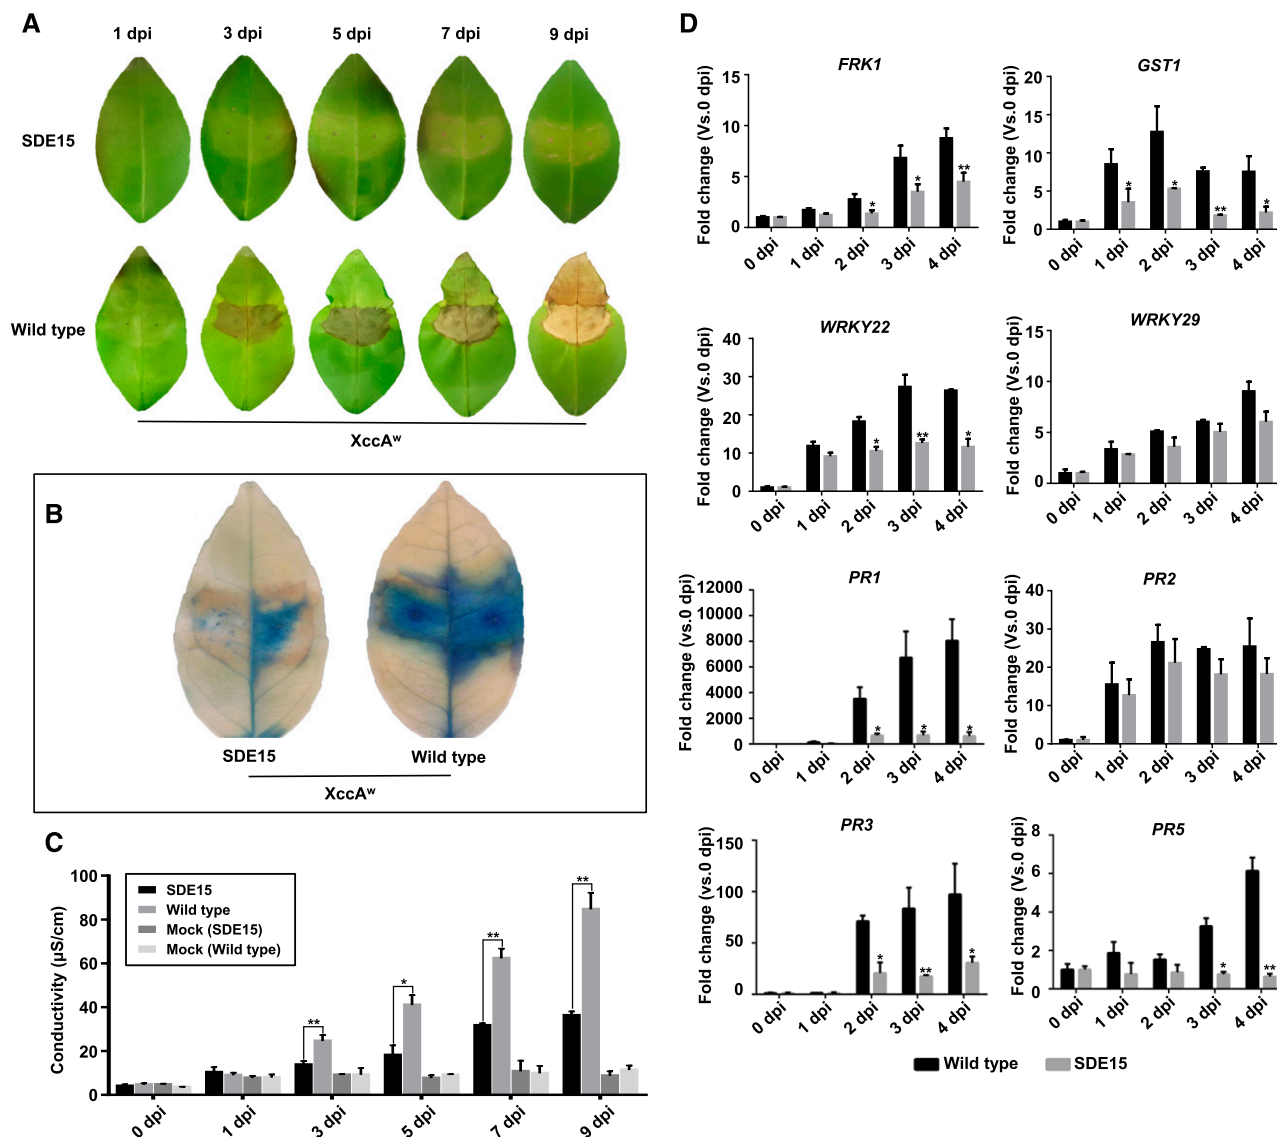 A
1 dpi 3 dpi 5 dpi 7 dpi 9 dpi
SDE15
Wild type
XccAʷ
B
SDE15 Wild type
XccAʷ
C
Conductivity (µS/cm)
100
80
60
40
20
0
SDE15
Wild type
Mock (SDE15)
Mock (Wild type)
** * ** **
0 dpi 1 dpi 3 dpi 5 dpi 7 dpi 9 dpi
D
FRK1
Fold change (Vs.0 dpi)
15
10
5
0
* * **
0 dpi 1 dpi 2 dpi 3 dpi 4 dpi
GST1
Fold change (Vs.0 dpi)
20
15
10
5
0
* * ** *
0 dpi 1 dpi 2 dpi 3 dpi 4 dpi
WRKY22
Fold change (Vs.0 dpi)
40
30
20
10
0
* ** *
0 dpi 1 dpi 2 dpi 3 dpi 4 dpi
WRKY29
Fold change (Vs.0 dpi)
15
10
5
0
0 dpi 1 dpi 2 dpi 3 dpi 4 dpi
PR1
Fold change (vs.0 dpi)
12000
10000
8000
6000
4000
2000
0
* * *
0 dpi 1 dpi 2 dpi 3 dpi 4 dpi
PR2
Fold change (Vs.0 dpi)
40
30
20
10
0
0 dpi 1 dpi 2 dpi 3 dpi 4 dpi
PR3
Fold change (vs.0 dpi)
150
100
50
0
* ** *
0 dpi 1 dpi 2 dpi 3 dpi 4 dpi
PR5
Fold change (Vs.0 dpi)
8
6
4
2
0
* **
0 dpi 1 dpi 2 dpi 3 dpi 4 dpi
Wild type SDE15